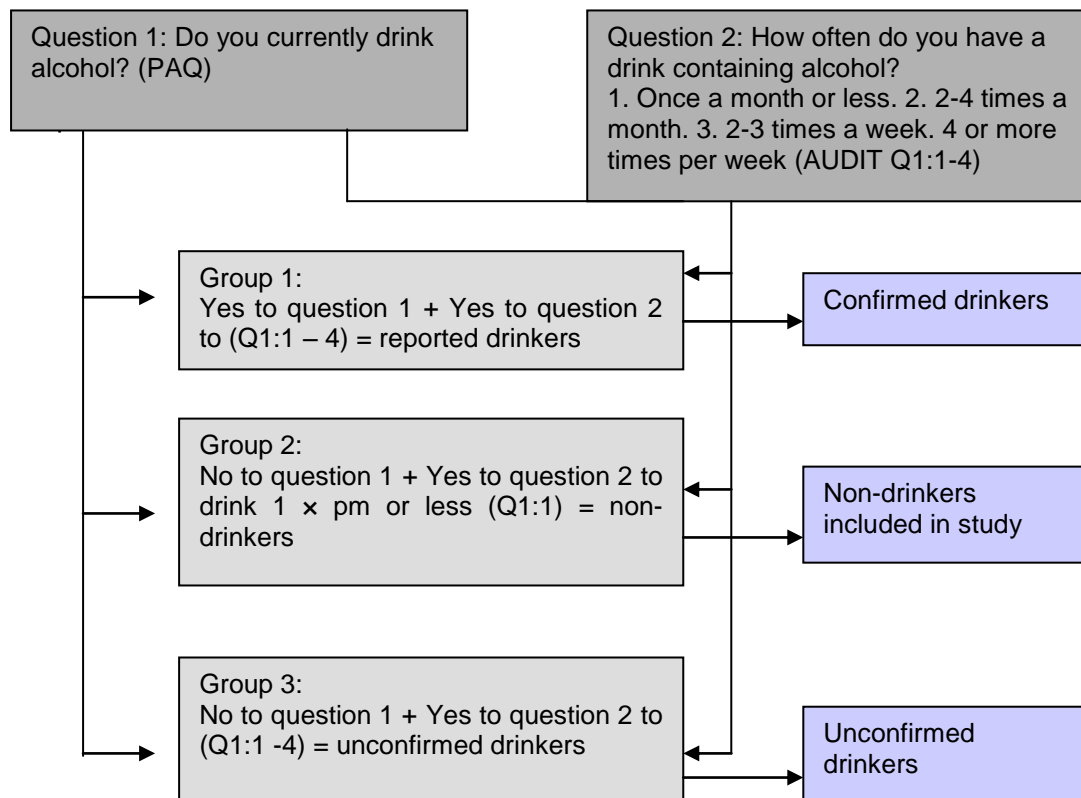 Question 1: Do you currently drink
alcohol? (PAQ)
Question 2: How often do you have a
drink containing alcohol?
1. Once a month or less. 2. 2-4 times a
month. 3. 2-3 times a week. 4 or more
times per week (AUDIT Q1:1-4)
Group 1:
Yes to question 1 + Yes to question 2
to (Q1:1 – 4) = reported drinkers
Confirmed drinkers
Group 2:
No to question 1 + Yes to question 2 to
drink 1 × pm or less (Q1:1) = non-
drinkers
Non-drinkers
included in study
Group 3:
No to question 1 + Yes to question 2 to
(Q1:1 -4) = unconfirmed drinkers
Unconfirmed
drinkers